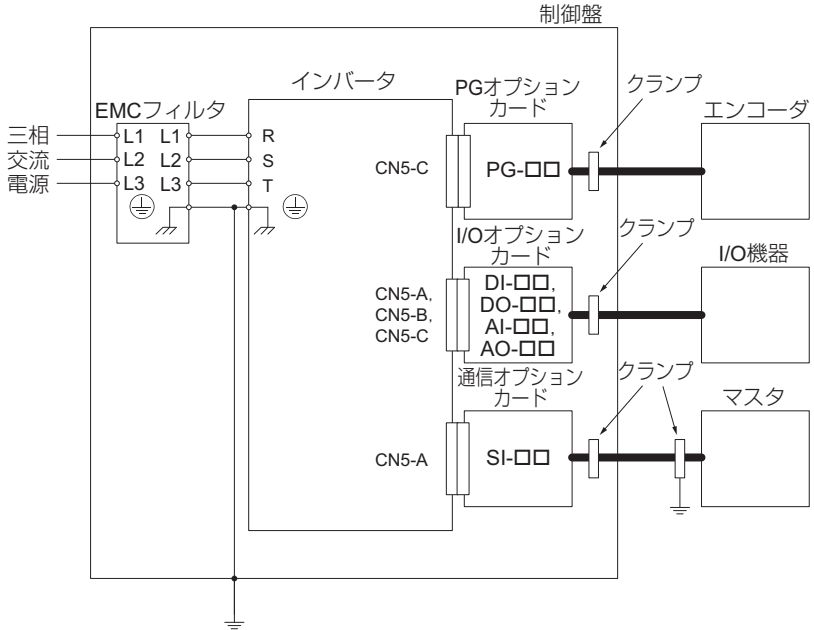 制御盤
インバータ
EMCフィルタ
三相
交流
電源
L1 L1
L2 L2
L3 L3
R
S
T
PGオプション
カード
クランプ
エンコーダ
CN5-C
PG-□□
I/Oオプション
カード
クランプ
I/O機器
CN5-A,
CN5-B,
CN5-C
DI-□□,
DO-□□,
AI-□□,
AO-□□
通信オプション
カード
クランプ
マスタ
CN5-A
SI-□□